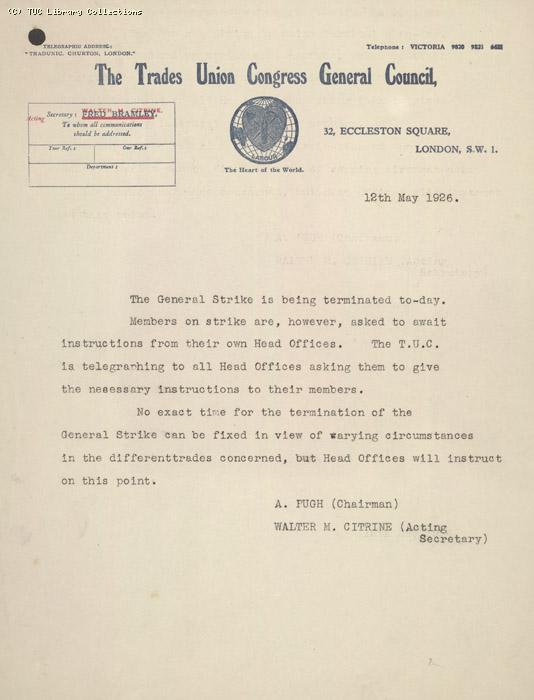 (C) TUC Library Collections
TELEGRAPHIC ADDRESS:
"TRADUNIC, CHURTON, LONDON."
Telephone : VICTORIA 9820 9821
The Trades Union Congress General Council,
WALTER M. CITRINE,
Acting Secretary : FRED BRAMLEY,
To whom all communications
should be addressed.
Your Ref.:
Our Ref.:
Department :
LABOUR
The Heart of the World.
32, ECCLESTON SQUARE,
LONDON, S.W. 1.
12th May 1926.
The General Strike is being terminated to-day.
Members on strike are, however, asked to await
instructions from their own Head Offices. The T.U.C.
is telegraphing to all Head Offices asking them to give
the necessary instructions to their members.
No exact time for the termination of the
General Strike can be fixed in view of varying circumstances
in the differenttrades concerned, but Head Offices will instruct
on this point.
A. PUGH (Chairman)
WALTER M. CITRINE (Acting
Secretary)